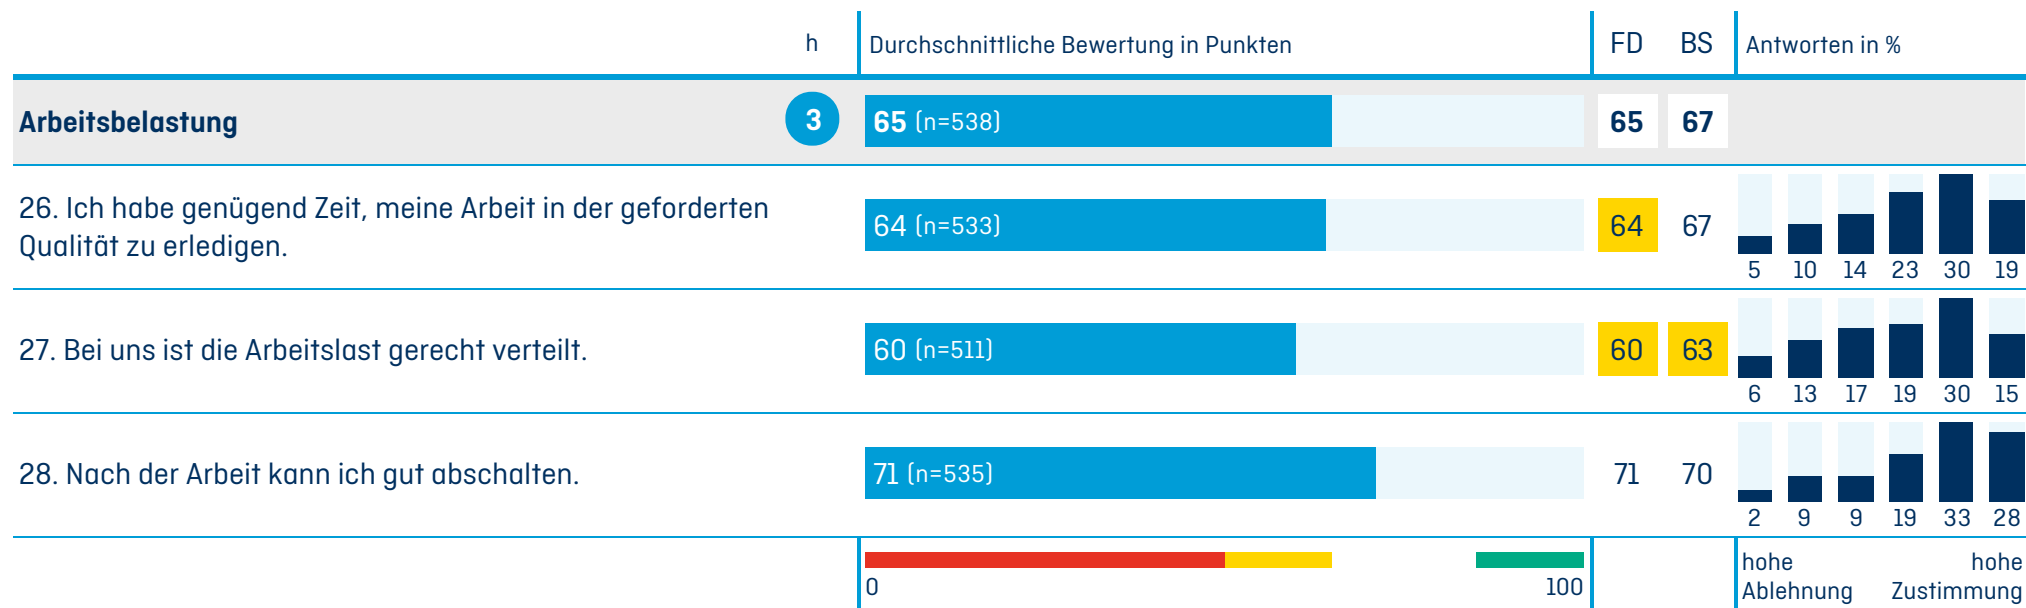 h Durchschnittliche Bewertung in Punkten FD BS Antworten in %
Arbeitsbelastung 3 65 (n=538) 65 67
26. Ich habe genügend Zeit, meine Arbeit in der geforderten
Qualität zu erledigen.
64 (n=533) 64 67
5 10 14 23 30 19
27. Bei uns ist die Arbeitslast gerecht verteilt. 60 (n=511) 60 63
6 13 17 19 30 15
28. Nach der Arbeit kann ich gut abschalten. 71 (n=535) 71 70
2 9 9 19 33 28
0 100
hohe Ablehnung
hohe Zustimmung